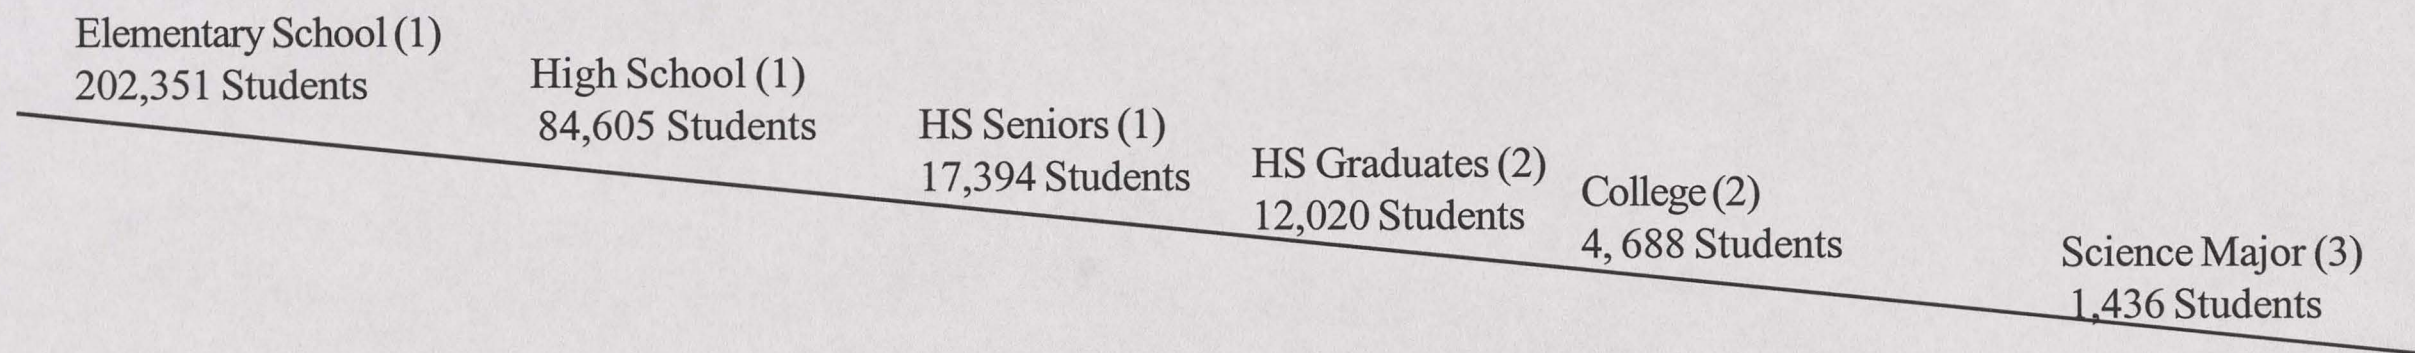 Elementary School (1)
202,351 Students
High School (1)
84,605 Students
HS Seniors (1)
17,394 Students
HS Graduates (2)
12,020 Students
College (2)
4, 688 Students
Science Major (3)
1,436 Students